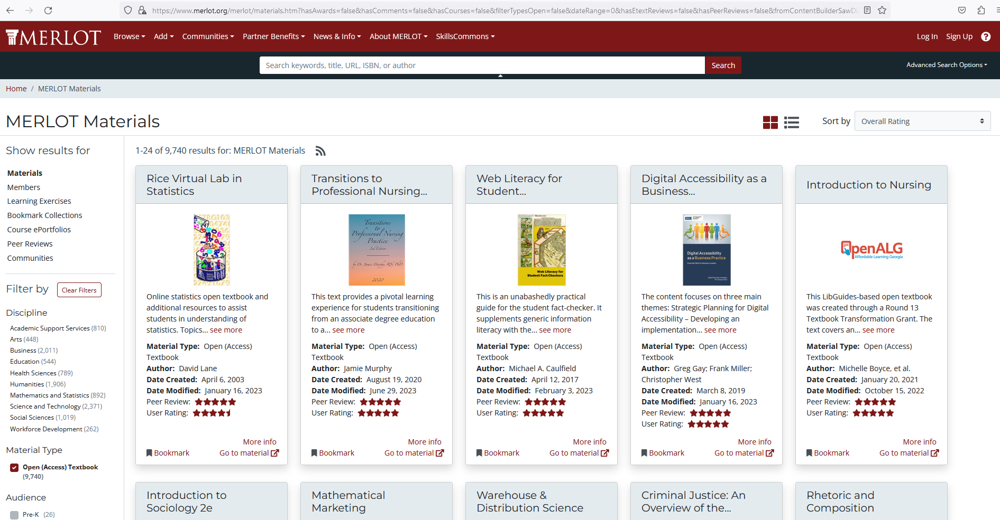 https://www.merlot.org/merlot/materials.htm?hasAwards=false&hasComments=false&hasCourses=false&filterTypesOpen=false&dateRange=0&hasEtextReviews=false&hasPeerReviews=false&fromContentBuilderSawDi
MERLOT Browse Add Communities Partner Benefits News & Info About MERLOT SkillsCommons Log In Sign Up
Search keywords, title, URL, ISBN, or author Search Advanced Search Options
Home / MERLOT Materials
MERLOT Materials Sort by Overall Rating
Show results for
Materials
Members
Learning Exercises
Bookmark Collections
Course ePortfolios
Peer Reviews
Communities
Filter by Clear Filters
Discipline
Academic Support Services (810)
Arts (448)
Business (2,011)
Education (544)
Health Sciences (789)
Humanities (1,906)
Mathematics and Statistics (892)
Science and Technology (2,371)
Social Sciences (1,019)
Workforce Development (262)
Material Type
Open (Access) Textbook
(9,740)
Audience
Pre-K (26)
1-24 of 9,740 results for: MERLOT Materials
Rice Virtual Lab in
Statistics
Online statistics open textbook and
additional resources to assist
students in understanding of
statistics. Topics... see more
Material Type: Open (Access)
Textbook
Author: David Lane
Date Created: April 6, 2003
Date Modified: January 16, 2023
Peer Review:
User Rating:
More info
Bookmark Go to material
Transitions to
Professional Nursing...
Transitions
to
Professional Nursing
Practice
2nd Edition
by Dr. Jamie Murphy, RN, PhD
2020
This text provides a pivotal learning
experience for students transitioning
from an associate degree education
to a... see more
Material Type: Open (Access)
Textbook
Author: Jamie Murphy
Date Created: August 19, 2020
Date Modified: June 29, 2023
Peer Review:
User Rating:
More info
Bookmark Go to material
Web Literacy for
Student...
Web Literacy for
Student Fact-Checkers
This is an unabashedly practical
guide for the student fact-checker. It
supplements generic information
literacy with the... see more
Material Type: Open (Access)
Textbook
Author: Michael A. Caulfield
Date Created: April 12, 2017
Date Modified: February 3, 2023
Peer Review:
User Rating:
More info
Bookmark Go to material
Digital Accessibility as a
Business...
Digital Accessibility
as a Business Practice
Essential Skills for Business Leaders
The content focuses on three main
themes: Strategic Planning for Digital
Accessibility – Developing an
implementation... see more
Material Type: Open (Access)
Textbook
Author: Greg Gay; Frank Miller;
Christopher West
Date Created: March 8, 2019
Date Modified: January 16, 2023
Peer Review:
User Rating:
More info
Bookmark Go to material
Introduction to Nursing
OpenALG
Affordable Learning Georgia
This LibGuides-based open textbook
was created through a Round 13
Textbook Transformation Grant. The
text covers an... see more
Material Type: Open (Access)
Textbook
Author: Michelle Boyce, et al.
Date Created: January 20, 2021
Date Modified: October 15, 2022
Peer Review:
User Rating:
More info
Bookmark Go to material
Introduction to
Sociology 2e
Mathematical
Marketing
Warehouse &
Distribution Science
Criminal Justice: An
Overview of the...
Rhetoric and
Composition